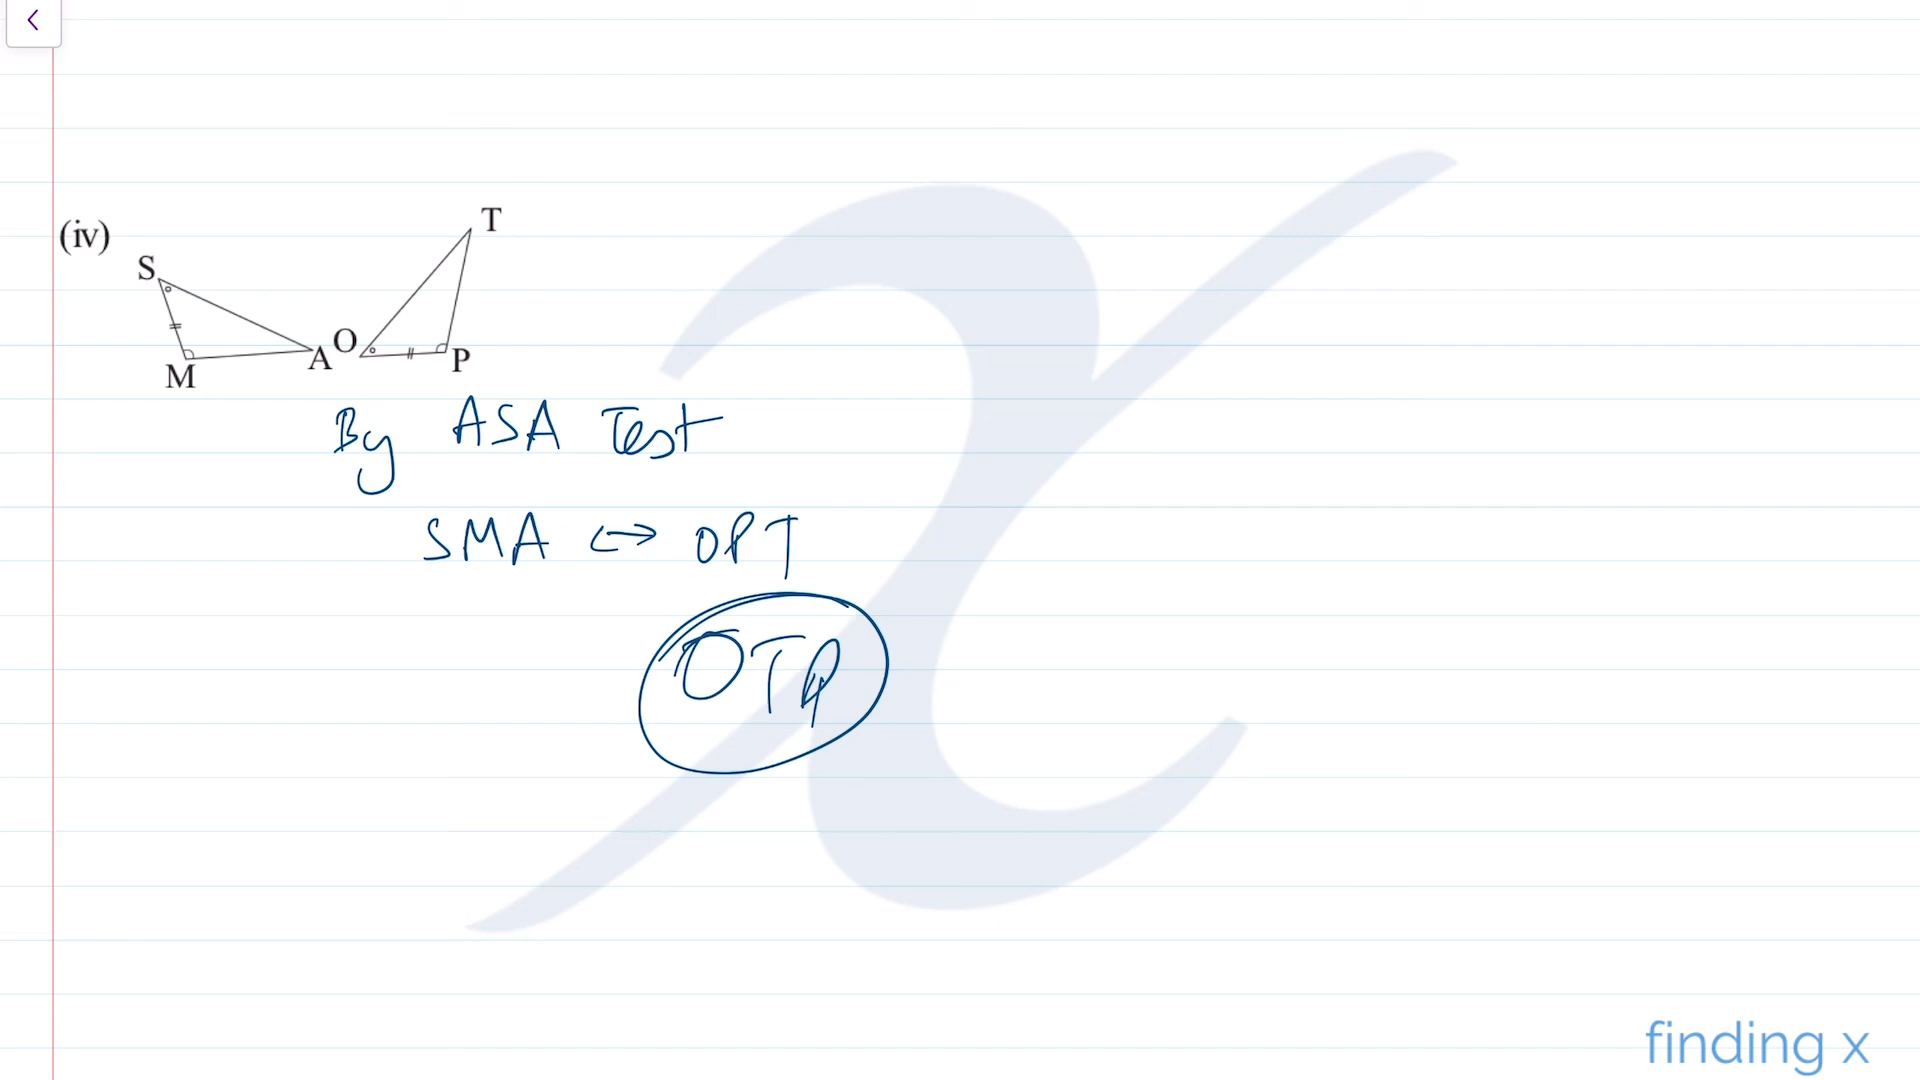 (iv)
T
S
M
A
O
P
By ASA Test
SMA ↔ OPT
OTP
finding x